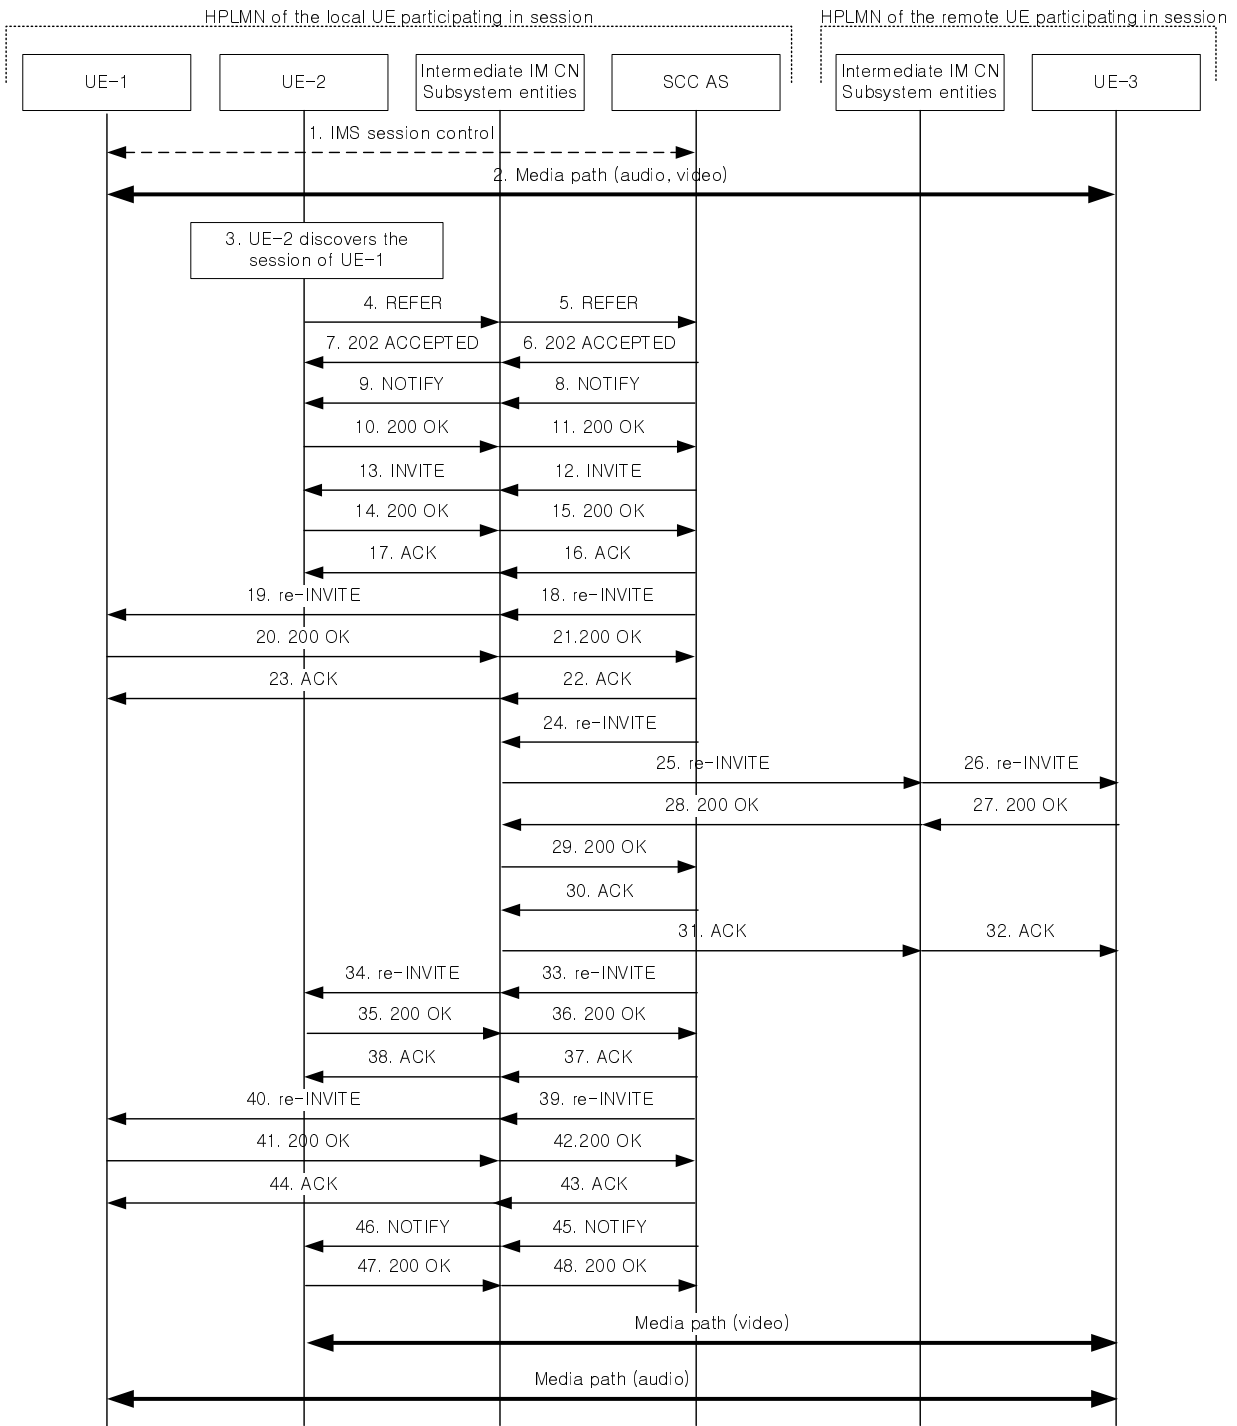 HPLMN of the local UE participating in session
HPLMN of the remote UE participating in session
UE-1
UE-2
Intermediate IM CN
Subsystem entities
SCC AS
Intermediate IM CN
Subsystem entities
UE-3
1. IMS session control
2. Media path (audio, video)
3. UE-2 discovers the
session of UE-1
4. REFER
5. REFER
7. 202 ACCEPTED
6. 202 ACCEPTED
9. NOTIFY
8. NOTIFY
10. 200 OK
11. 200 OK
13. INVITE
12. INVITE
14. 200 OK
15. 200 OK
17. ACK
16. ACK
19. re-INVITE
18. re-INVITE
20. 200 OK
21.200 OK
23. ACK
22. ACK
24. re-INVITE
25. re-INVITE
26. re-INVITE
28. 200 OK
27. 200 OK
29. 200 OK
30. ACK
31. ACK
32. ACK
34. re-INVITE
33. re-INVITE
35. 200 OK
36. 200 OK
38. ACK
37. ACK
40. re-INVITE
39. re-INVITE
41. 200 OK
42.200 OK
44. ACK
43. ACK
46. NOTIFY
45. NOTIFY
47. 200 OK
48. 200 OK
Media path (video)
Media path (audio)